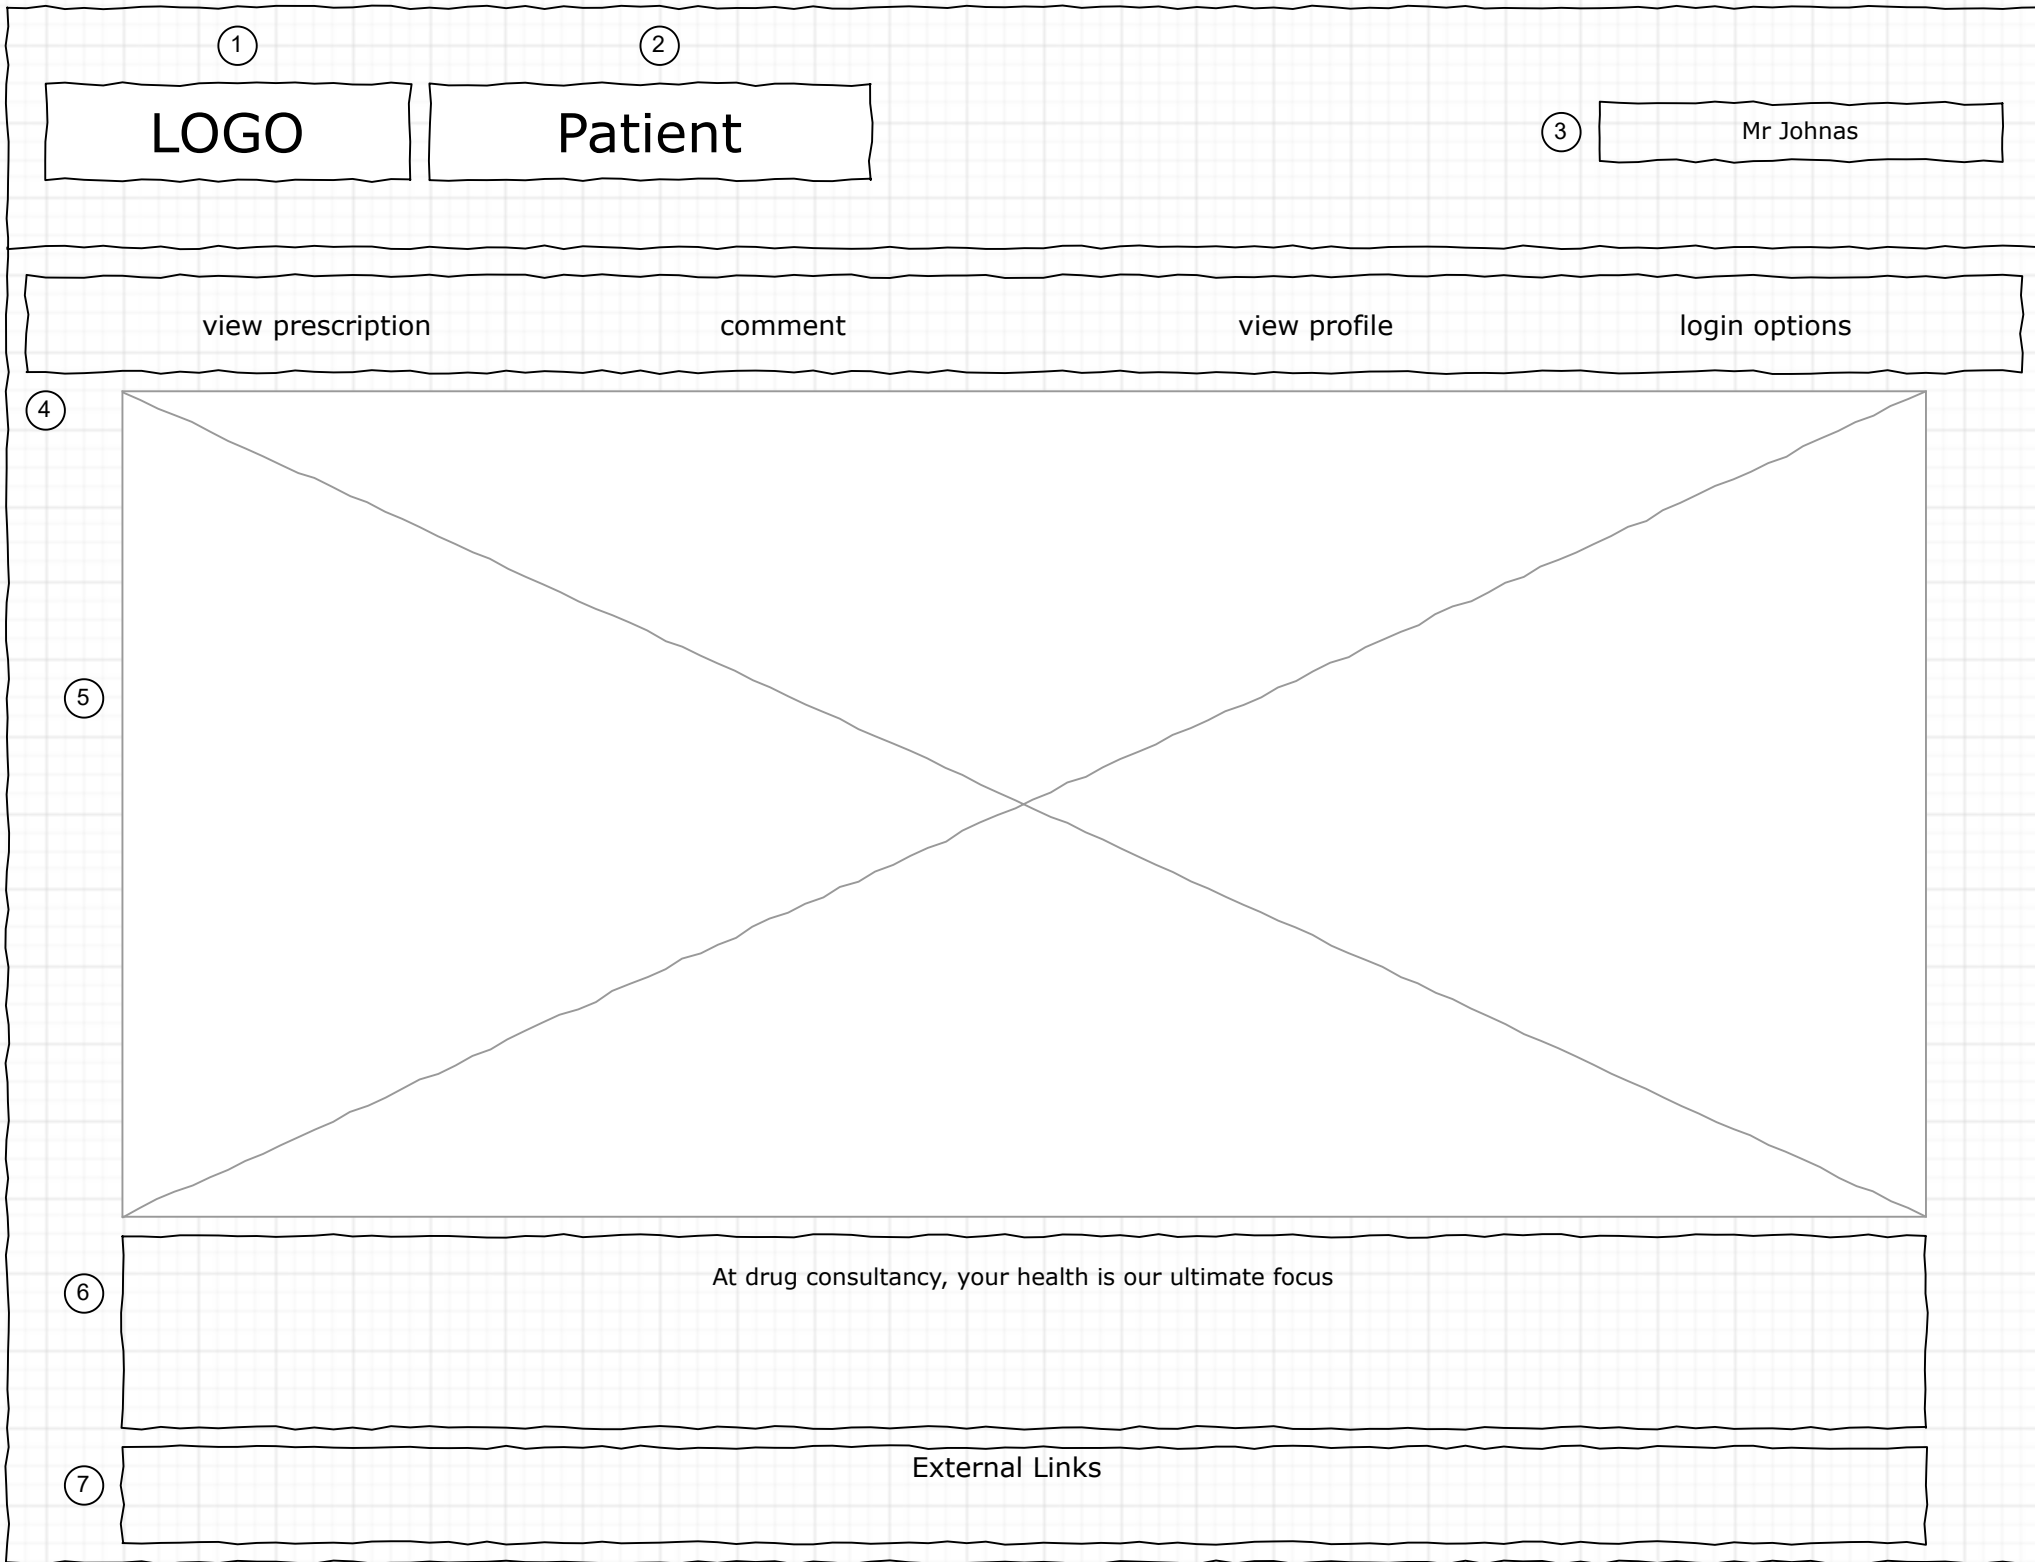 1
2
LOGO
Patient
3
Mr Johnas
view prescription
comment
view profile
login options
4
5
6
At drug consultancy, your health is our ultimate focus
7
External Links